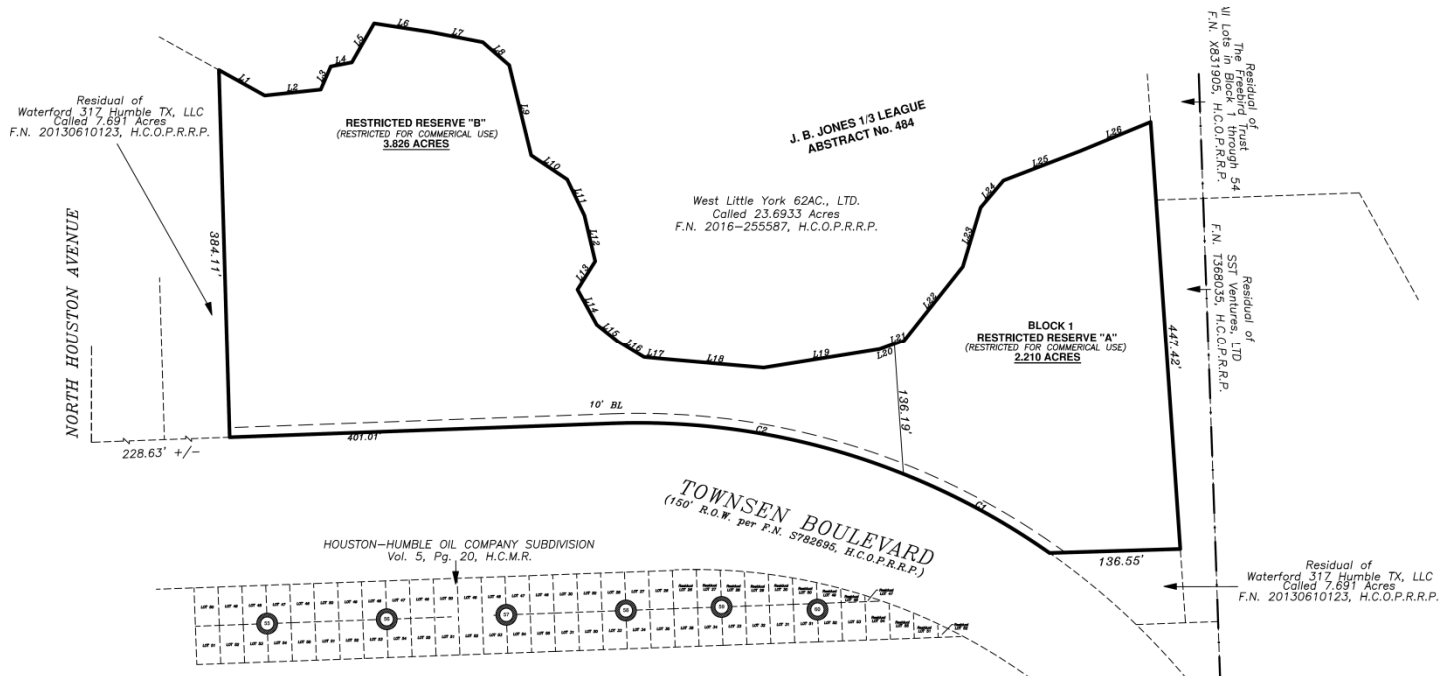 L1
L2
L3
L4
L5
L6
L7
L8
L9
L10
L11
L12
L13
L14
L15
L16
L17
L18
L19
L20
L21
L22
L23
L24
L25
L26
Residual of
Waterford 317 Humble TX, LLC
Called 7.691 Acres
F.N. 20130610123, H.C.O.P.R.R.P.
RESTRICTED RESERVE "B"
(RESTRICTED FOR COMMERICAL USE)
3.826 ACRES
J. B. JONES 1/3 LEAGUE
ABSTRACT No. 484
West Little York 62AC., LTD.
Called 23.6933 Acres
F.N. 2016-255587, H.C.O.P.R.R.P.
Residual of
The Freebird Trust
All Lots in Block 1 through 54
F.N. X831905, H.C.O.P.R.R.P.
Residual of
SST Ventures, LTD
F.N. T368035, H.C.O.P.R.R.P.
NORTH HOUSTON AVENUE
384.11'
BLOCK 1
RESTRICTED RESERVE "A"
(RESTRICTED FOR COMMERICAL USE)
2.210 ACRES
447.42'
136.19'
10' BL
401.01'
C2
C1
228.63' +/-
136.55'
TOWNSEN BOULEVARD
(150' R.O.W. per F.N. S782695, H.C.O.P.R.R.P.)
HOUSTON-HUMBLE OIL COMPANY SUBDIVISION
Vol. 5, Pg. 20, H.C.M.R.
Residual of
Waterford 317 Humble TX, LLC
Called 7.691 Acres
F.N. 20130610123, H.C.O.P.R.R.P.
55
56
57
58
59
60